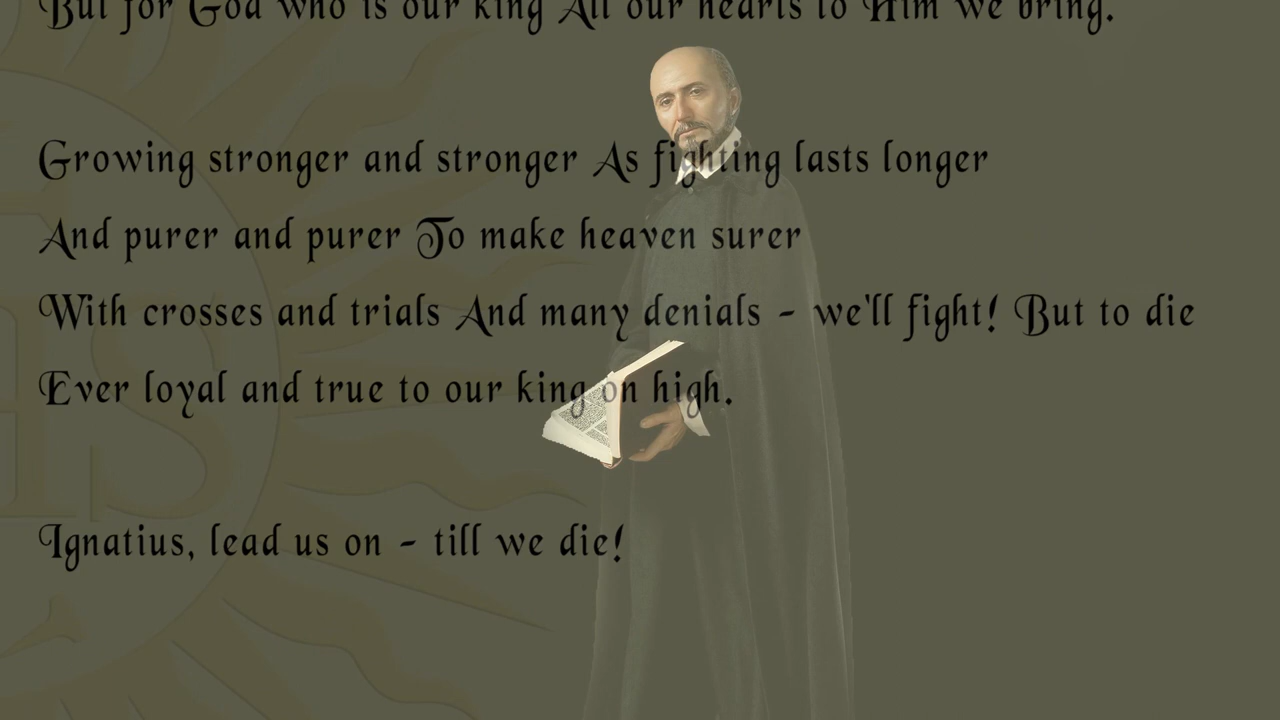 But for God who is our king All our hearts to Him we bring.
Growing stronger and stronger As fighting lasts longer
And purer and purer To make heaven surer
With crosses and trials And many denials - we'll fight! But to die
Ever loyal and true to our king on high.
Ignatius, lead us on - till we die!